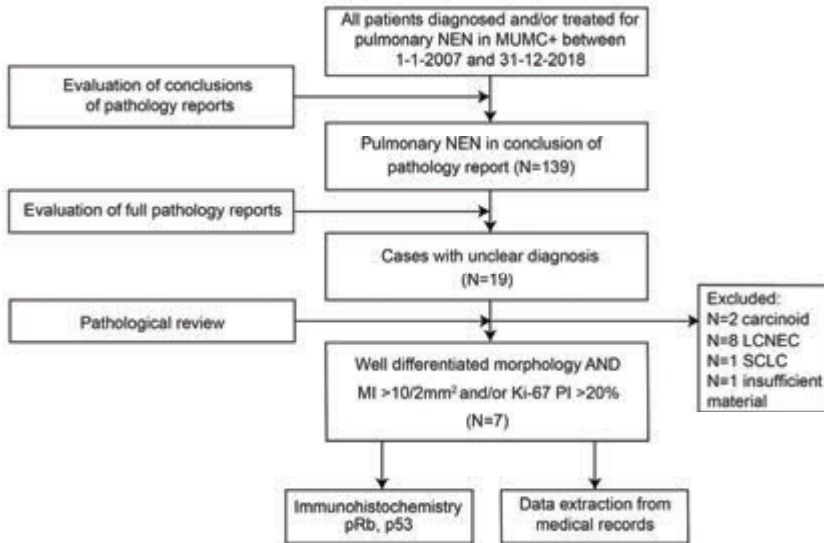 All patients diagnosed and/or treated for
pulmonary NEN in MUMC+ between
1-1-2007 and 31-12-2018
Evaluation of conclusions
of pathology reports
Pulmonary NEN in conclusion of
pathology report (N=139)
Evaluation of full pathology reports
Cases with unclear diagnosis
(N=19)
Pathological review
Excluded:
N=2 carcinoid
N=8 LCNEC
N=1 SCLC
N=1 insufficient
material
Well differentiated morphology AND
MI >10/2mm² and/or Ki-67 PI >20%
(N=7)
Immunohistochemistry
pRb, p53
Data extraction from
medical records